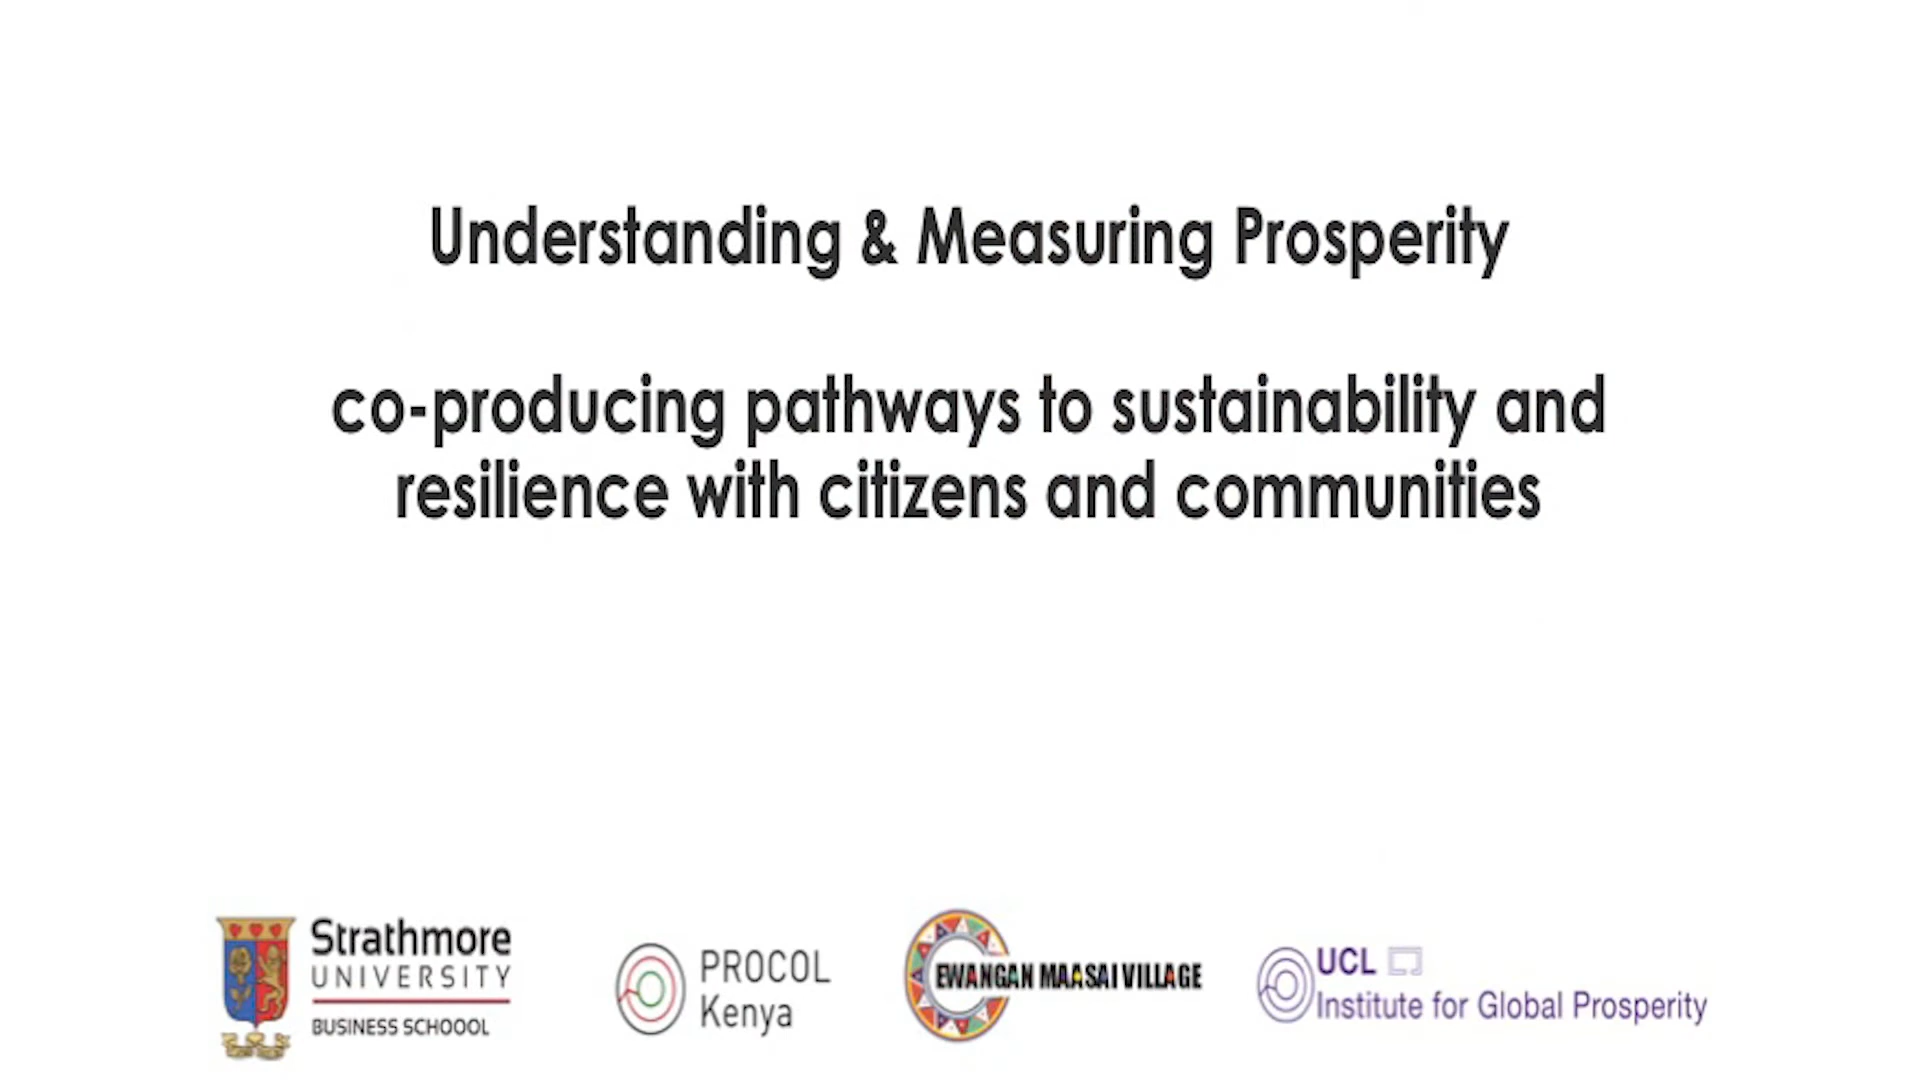 Understanding & Measuring Prosperity
co-producing pathways to sustainability and
resilience with citizens and communities
Strathmore
UNIVERSITY
BUSINESS SCHOOOL
PROCOL
Kenya
EWANGAN MAASAI VILLAGE
UCL
Institute for Global Prosperity